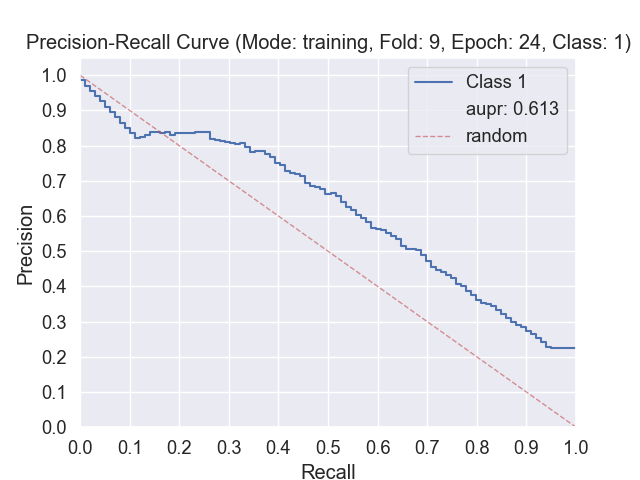 Precision-Recall Curve (Mode: training, Fold: 9, Epoch: 24, Class: 1)
1.0
0.9
0.8
0.7
0.6
0.5
0.4
0.3
0.2
0.1
0.0
Precision
Class 1
aupr: 0.613
random
0.0 0.1 0.2 0.3 0.4 0.5 0.6 0.7 0.8 0.9 1.0
Recall